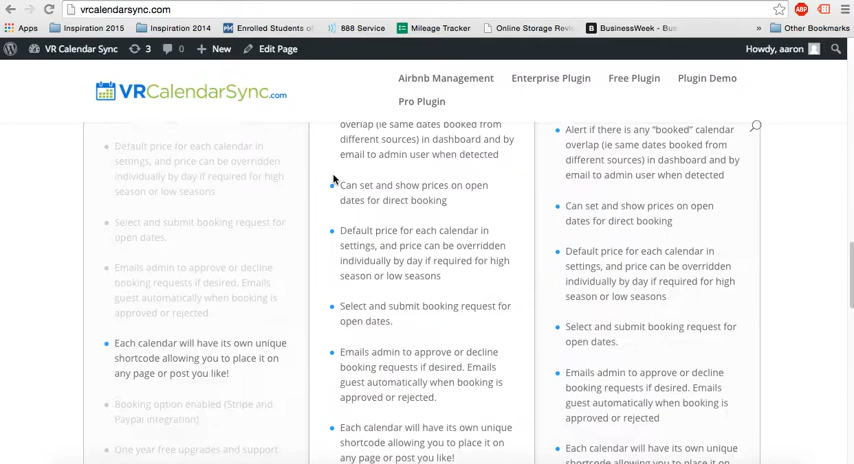 vrcalendarsync.com
Apps
Inspiration 2015
Inspiration 2014
Enrolled Students of
888 Service
Mileage Tracker
Online Storage Revi
BusinessWeek - Bus
»
Other Bookmarks
VR Calendar Sync
3
0
New
Edit Page
Howdy, aaron
VRCalendarSync
.com
Airbnb Management
Enterprise Plugin
Free Plugin
Plugin Demo
Pro Plugin
Default price for each calendar in
settings, and price can be overridden
individually by day if required for high
season or low seasons
Select and submit booking request for
open dates.
Emails admin to approve or decline
booking requests if desired. Emails
guest automatically when booking is
approved or rejected.
Each calendar will have its own unique
shortcode allowing you to place it on
any page or post you like!
Booking option enabled (Stripe and
Paypal integration)
One year free upgrades and support
overlap (ie same dates booked from
different sources) in dashboard and by
email to admin user when detected
Can set and show prices on open
dates for direct booking
Default price for each calendar in
settings, and price can be overridden
individually by day if required for high
season or low seasons
Select and submit booking request for
open dates.
Emails admin to approve or decline
booking requests if desired. Emails
guest automatically when booking is
approved or rejected.
Each calendar will have its own unique
shortcode allowing you to place it on
any page or post you like!
Alert if there is any "booked" calendar
overlap (ie same dates booked from
different sources) in dashboard and by
email to admin user when detected
Can set and show prices on open
dates for direct booking
Default price for each calendar in
settings, and price can be overridden
individually by day if required for high
season or low seasons
Select and submit booking request for
open dates.
Emails admin to approve or decline
booking requests if desired. Emails
guest automatically when booking is
approved or rejected
Each calendar will have its own unique
shortcode allowing you to place it on